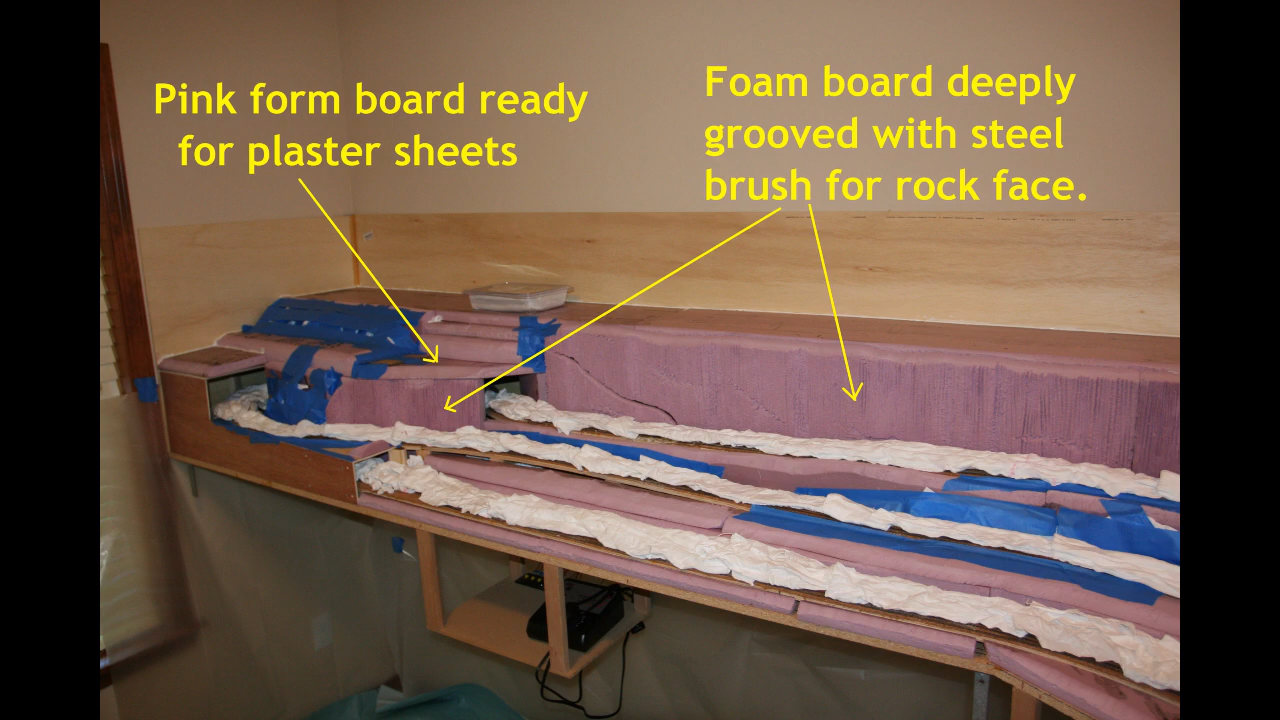 Pink form board ready
for plaster sheets
Foam board deeply
grooved with steel
brush for rock face.